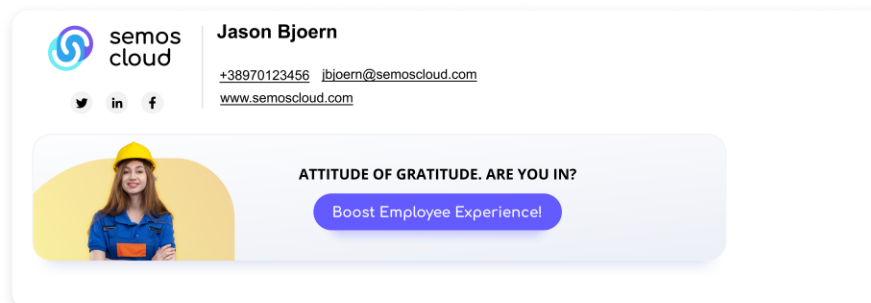 semos
cloud
Jason Bjoern
+38970123456 jbjoern@semoscloud.com
www.semoscloud.com
in f
ATTITUDE OF GRATITUDE. ARE YOU IN?
Boost Employee Experience!